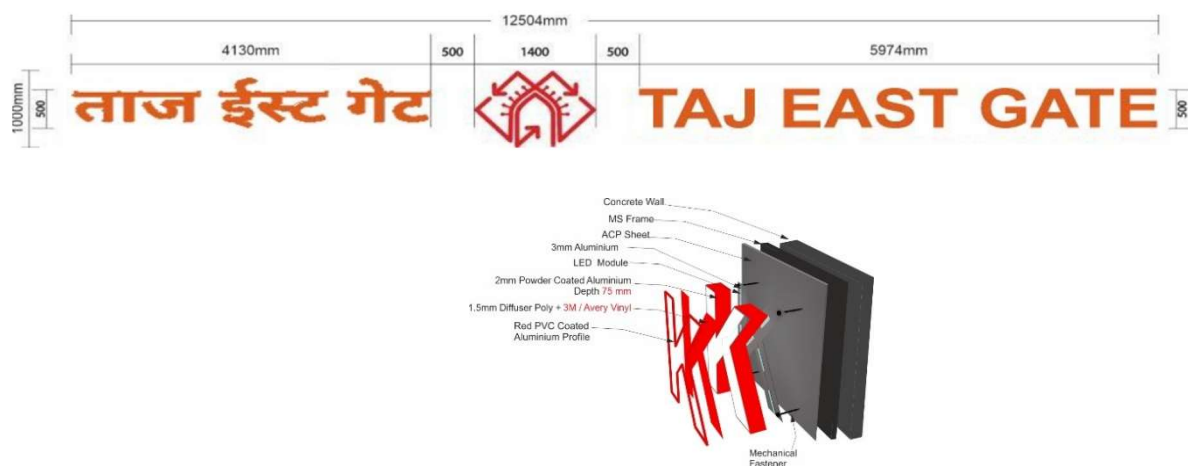 12504mm
4130mm 500 1400 500 5974mm
1000mm 500 ताज ईस्ट गेट TAJ EAST GATE 500
Concrete Wall
MS Frame
ACP Sheet
3mm Aluminium
LED Module
2mm Powder Coated Aluminium
Depth 75 mm
1.5mm Diffuser Poly + 3M / Avery Vinyl
Red PVC Coated
Aluminium Profile
Mechanical
Fastener